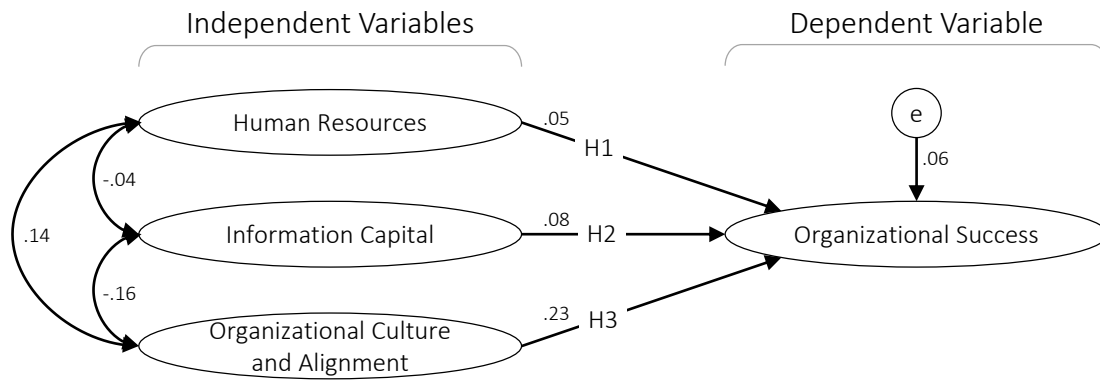 Independent Variables
Dependent Variable
Human Resources
.05
H1
e
.06
-.04
.14
Information Capital
.08
H2
Organizational Success
-.16
Organizational Culture
and Alignment
.23
H3